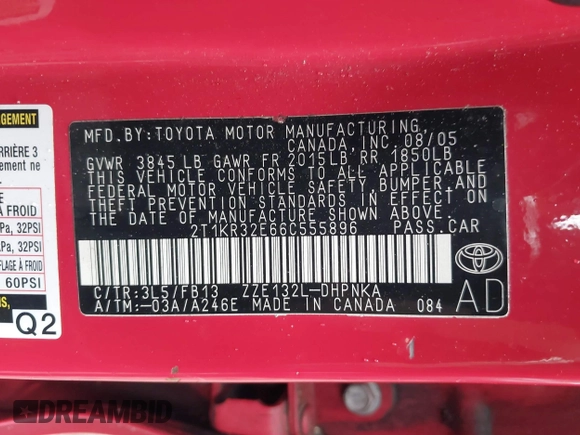 MFD. BY: TOYOTA MOTOR MANUFACTURING
CANADA, INC. 08/05
GVWR 3845 LB GAWR FR 2015LB, RR 1850LB
THIS VEHICLE CONFORMS TO ALL APPLICABLE
FEDERAL MOTOR VEHICLE SAFETY, BUMPER, AND
THEFT PREVENTION STANDARDS IN EFFECT ON
THE DATE OF MANUFACTURE SHOWN ABOVE.
2T1KR32E66C555896 PASS. CAR
C/TR: 3L5/FB13 ZZE132L-DHPNKA
A/TM: -03A/A246E MADE IN CANADA 084
TOYOTA
AD
GEMENT
ARRIÈRE 3
ement ne
À FROID
Pa, 32PSI
Pa, 32PSI
FLAGE
À FROID
60PSI
Q2
DREAMBID